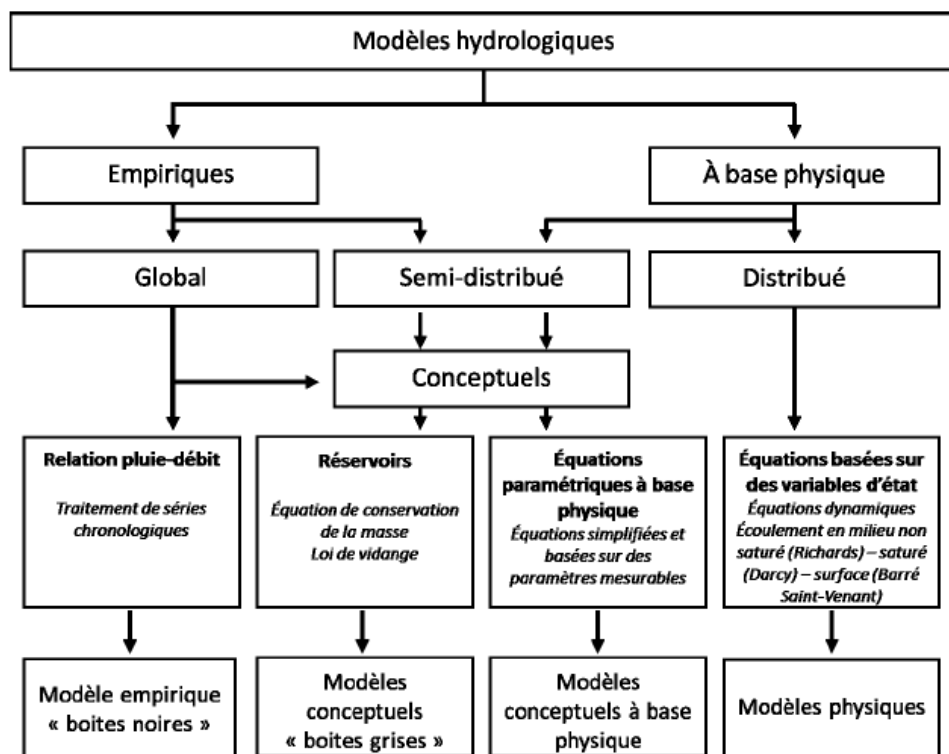 Modèles hydrologiques
Empiriques
À base physique
Global
Semi-distribué
Distribué
Conceptuels
Relation pluie-débit
Traitement de séries
chronologiques
Réservoirs
Équation de conservation
de la masse
Loi de vidange
Équations
paramétriques à base
physique
Équations simplifiées et
basées sur des
paramètres mesurables
Équations basées sur
des variables d'état
Équations dynamiques
Écoulement en milieu non
saturé (Richards) – saturé
(Darcy) – surface (Barré
Saint-Venant)
Modèle empirique
« boites noires »
Modèles
conceptuels
« boites grises »
Modèles
conceptuels à base
physique
Modèles physiques